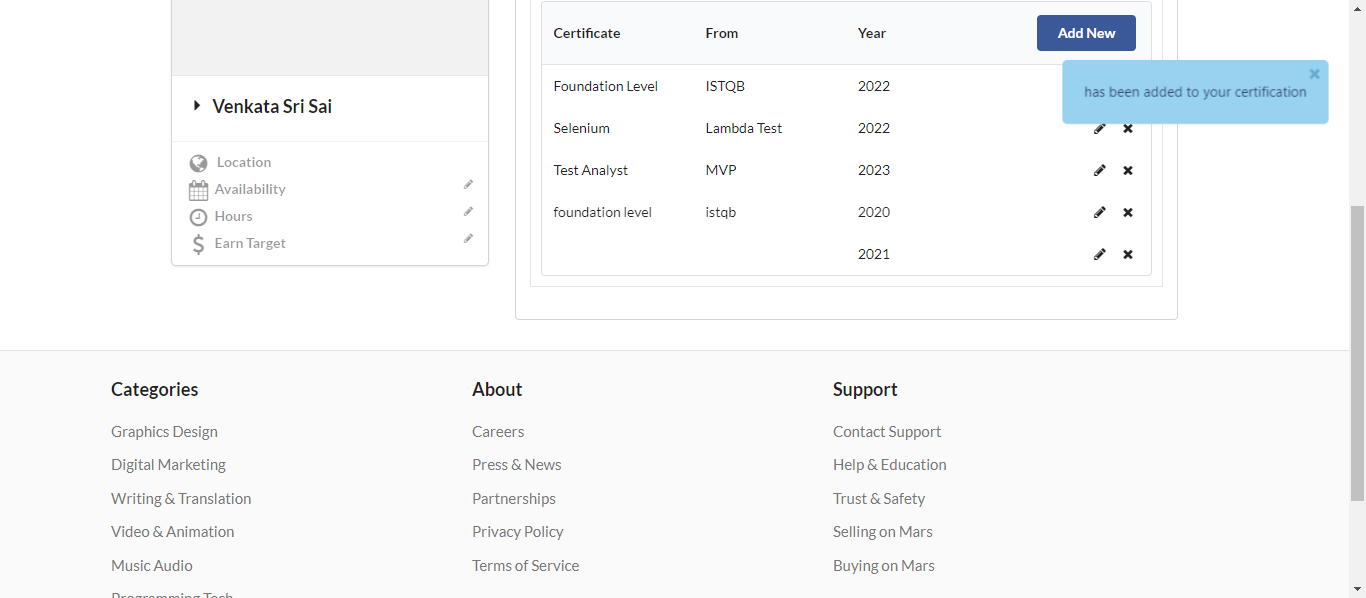 Certificate From Year Add New
has been added to your certification
Foundation Level ISTQB 2022
Selenium Lambda Test 2022
Test Analyst MVP 2023
foundation level istqb 2020
2021
Venkata Sri Sai
Location
Availability
Hours
Earn Target
Categories
Graphics Design
Digital Marketing
Writing & Translation
Video & Animation
Music Audio
Programming Tech
About
Careers
Press & News
Partnerships
Privacy Policy
Terms of Service
Support
Contact Support
Help & Education
Trust & Safety
Selling on Mars
Buying on Mars